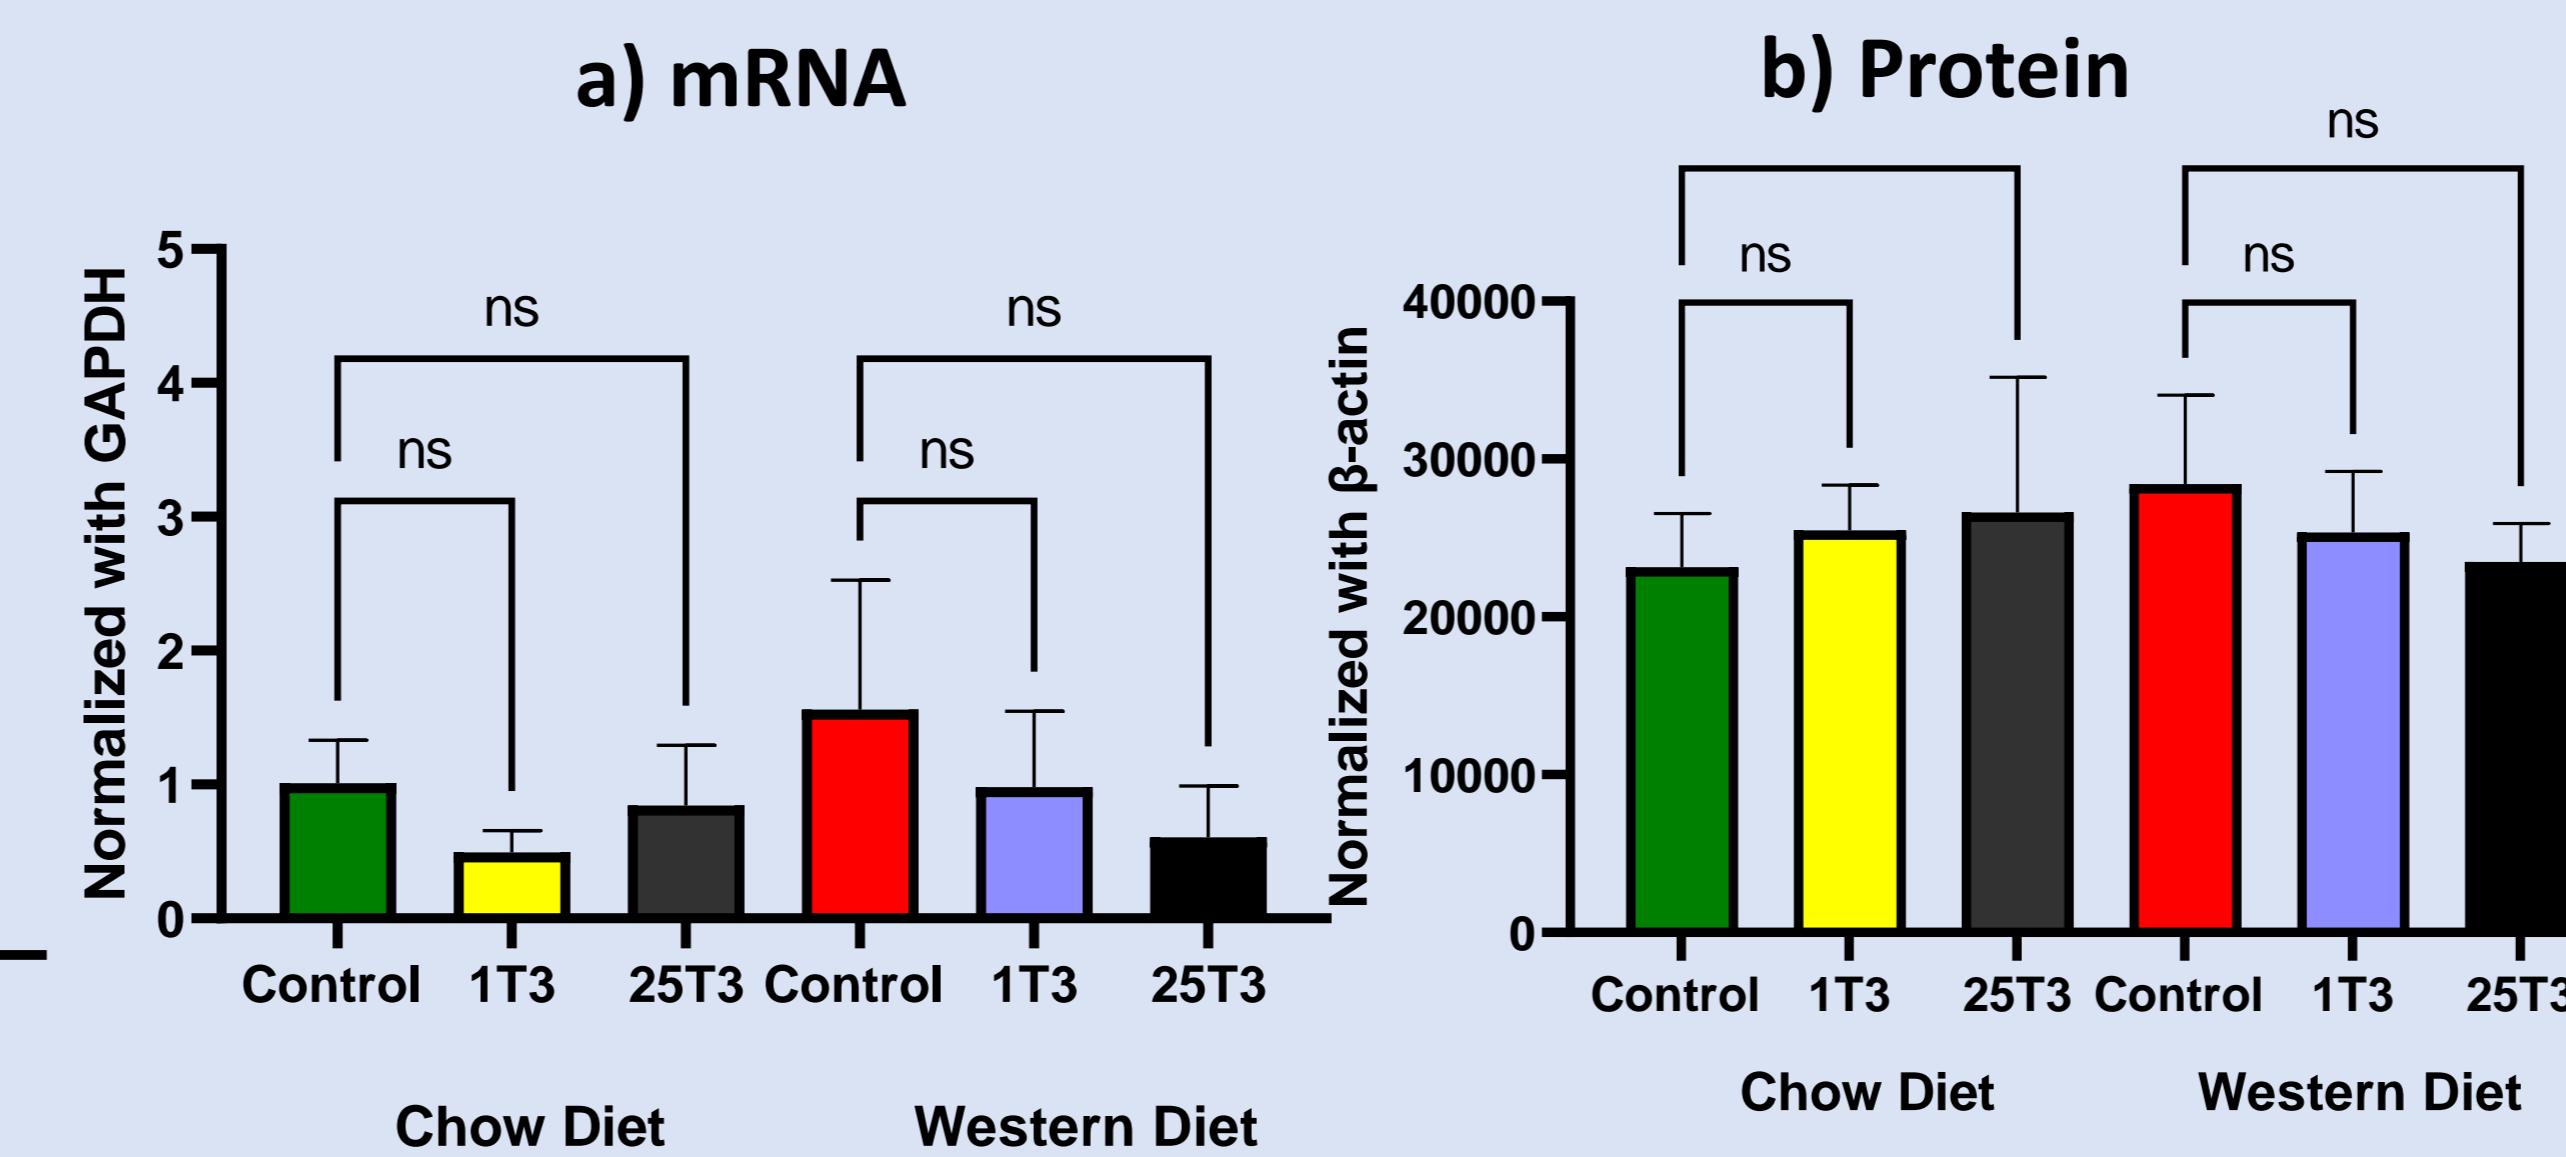 a) mRNA
Normalized with GAPDH
5
4
3
2
1
0
ns
ns
ns
ns
Control 1T3 25T3 Control 1T3 25T3
Chow Diet Western Diet
b) Protein
Normalized with β-actin
40000
30000
20000
10000
0
ns
ns
ns
Control 1T3 25T3 Control 1T3 25T3
Chow Diet Western Diet